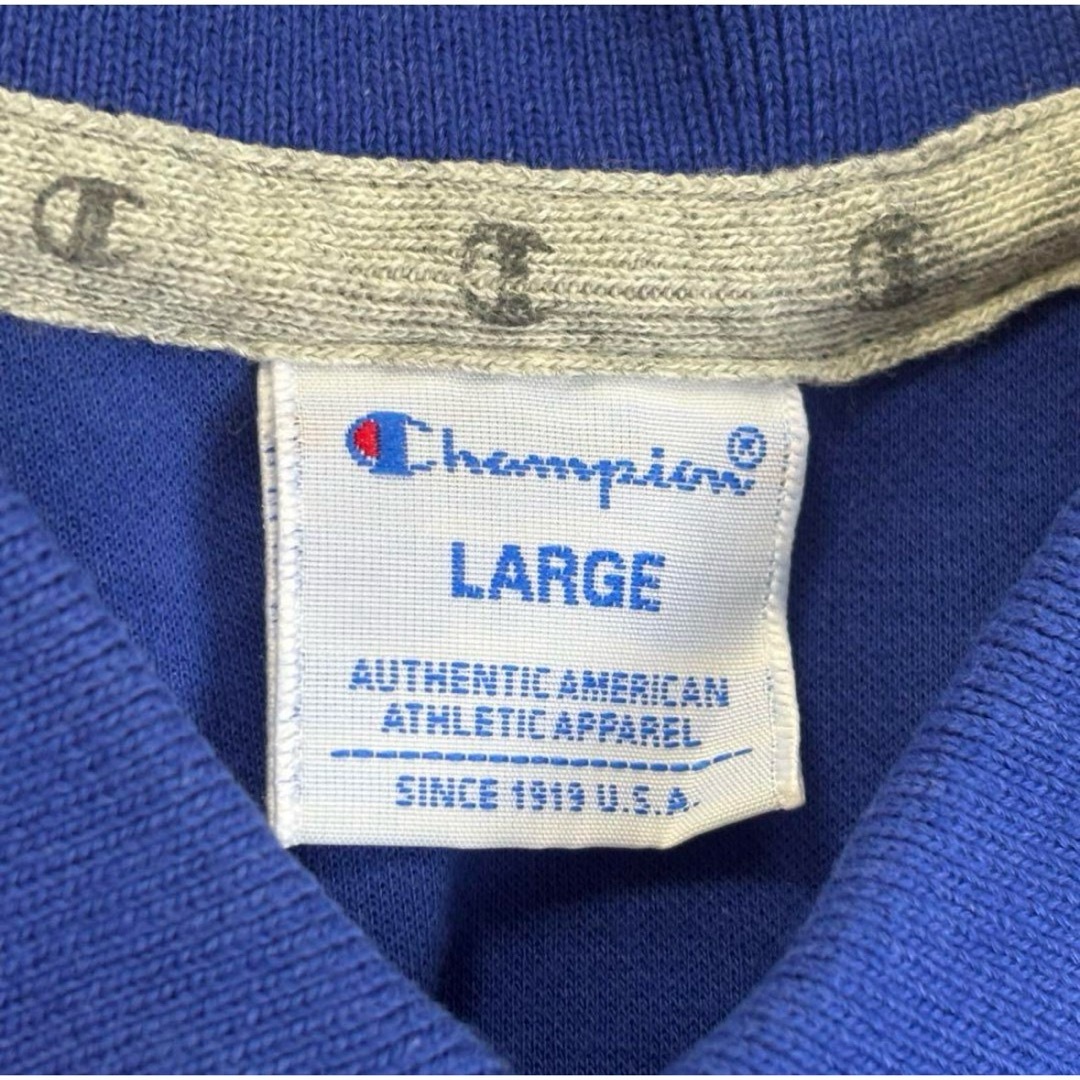 Champion®
LARGE
AUTHENTIC AMERICAN
ATHLETIC APPAREL
SINCE 1919 U.S.A.